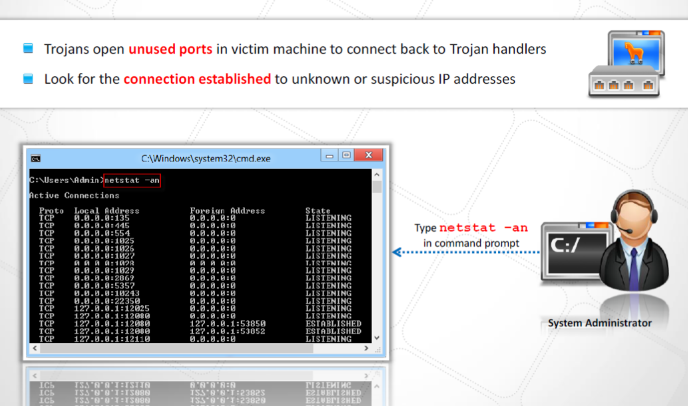 Trojans open unused ports in victim machine to connect back to Trojan handlers
Look for the connection established to unknown or suspicious IP addresses
C:\Windows\system32\cmd.exe
C:\Users\Admin>netstat -an
Active Connections
Proto Local Address Foreign Address State
TCP 0.0.0.0:135 0.0.0.0:0 LISTENING
TCP 0.0.0.0:445 0.0.0.0:0 LISTENING
TCP 0.0.0.0:554 0.0.0.0:0 LISTENING
TCP 0.0.0.0:1025 0.0.0.0:0 LISTENING
TCP 0.0.0.0:1026 0.0.0.0:0 LISTENING
TCP 0.0.0.0:1027 0.0.0.0:0 LISTENING
TCP 0.0.0.0:1028 0.0.0.0:0 LISTENING
TCP 0.0.0.0:1029 0.0.0.0:0 LISTENING
TCP 0.0.0.0:2869 0.0.0.0:0 LISTENING
TCP 0.0.0.0:5357 0.0.0.0:0 LISTENING
TCP 0.0.0.0:10243 0.0.0.0:0 LISTENING
TCP 0.0.0.0:22350 0.0.0.0:0 LISTENING
TCP 127.0.0.1:12025 0.0.0.0:0 LISTENING
TCP 127.0.0.1:12080 0.0.0.0:0 LISTENING
TCP 127.0.0.1:12080 127.0.0.1:53850 ESTABLISHED
TCP 127.0.0.1:12080 127.0.0.1:53852 ESTABLISHED
TCP 127.0.0.1:12110 0.0.0.0:0 LISTENING
Type netstat -an
in command prompt
C:/
System Administrator